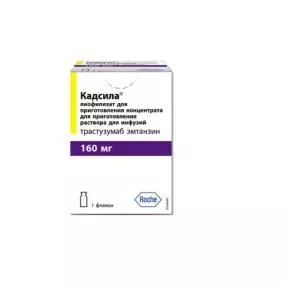 Кадсила®
лиофилизат для
приготовления концентрата
для приготовления
раствора для инфузий
трастузумаб эмтанзин
160 мг
1 флакон
Roche